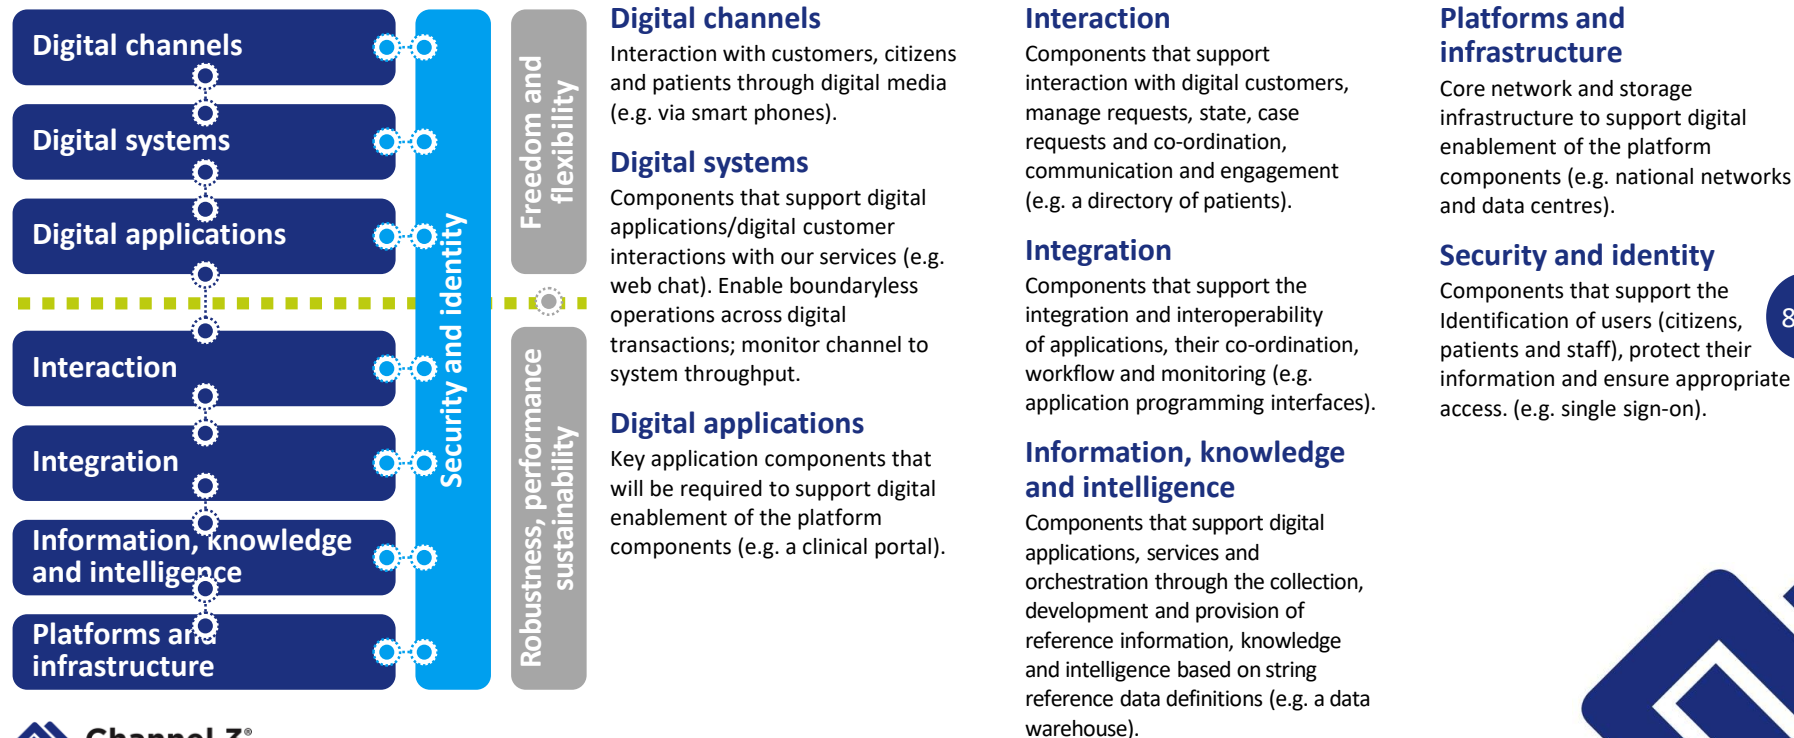 Digital channels
Digital systems
Digital applications
Interaction
Integration
Information, knowledge
and intelligence
Platforms and
infrastructure
Security and identity
Freedom and
flexibility
Robustness, performance
sustainability
Digital channels
Interaction with customers, citizens
and patients through digital media
(e.g. via smart phones).
Digital systems
Components that support digital
applications/digital customer
interactions with our services (e.g.
web chat). Enable boundaryless
operations across digital
transactions; monitor channel to
system throughput.
Digital applications
Key application components that
will be required to support digital
enablement of the platform
components (e.g. a clinical portal).
Interaction
Components that support
interaction with digital customers,
manage requests, state, case
requests and co-ordination,
communication and engagement
(e.g. a directory of patients).
Integration
Components that support the
integration and interoperability
of applications, their co-ordination,
workflow and monitoring (e.g.
application programming interfaces).
Information, knowledge
and intelligence
Components that support digital
applications, services and
orchestration through the collection,
development and provision of
reference information, knowledge
and intelligence based on string
reference data definitions (e.g. a data
warehouse).
Platforms and
infrastructure
Core network and storage
infrastructure to support digital
enablement of the platform
components (e.g. national networks
and data centres).
Security and identity
Components that support the
Identification of users (citizens,
patients and staff), protect their
information and ensure appropriate
access. (e.g. single sign-on).
8
Channel 3®